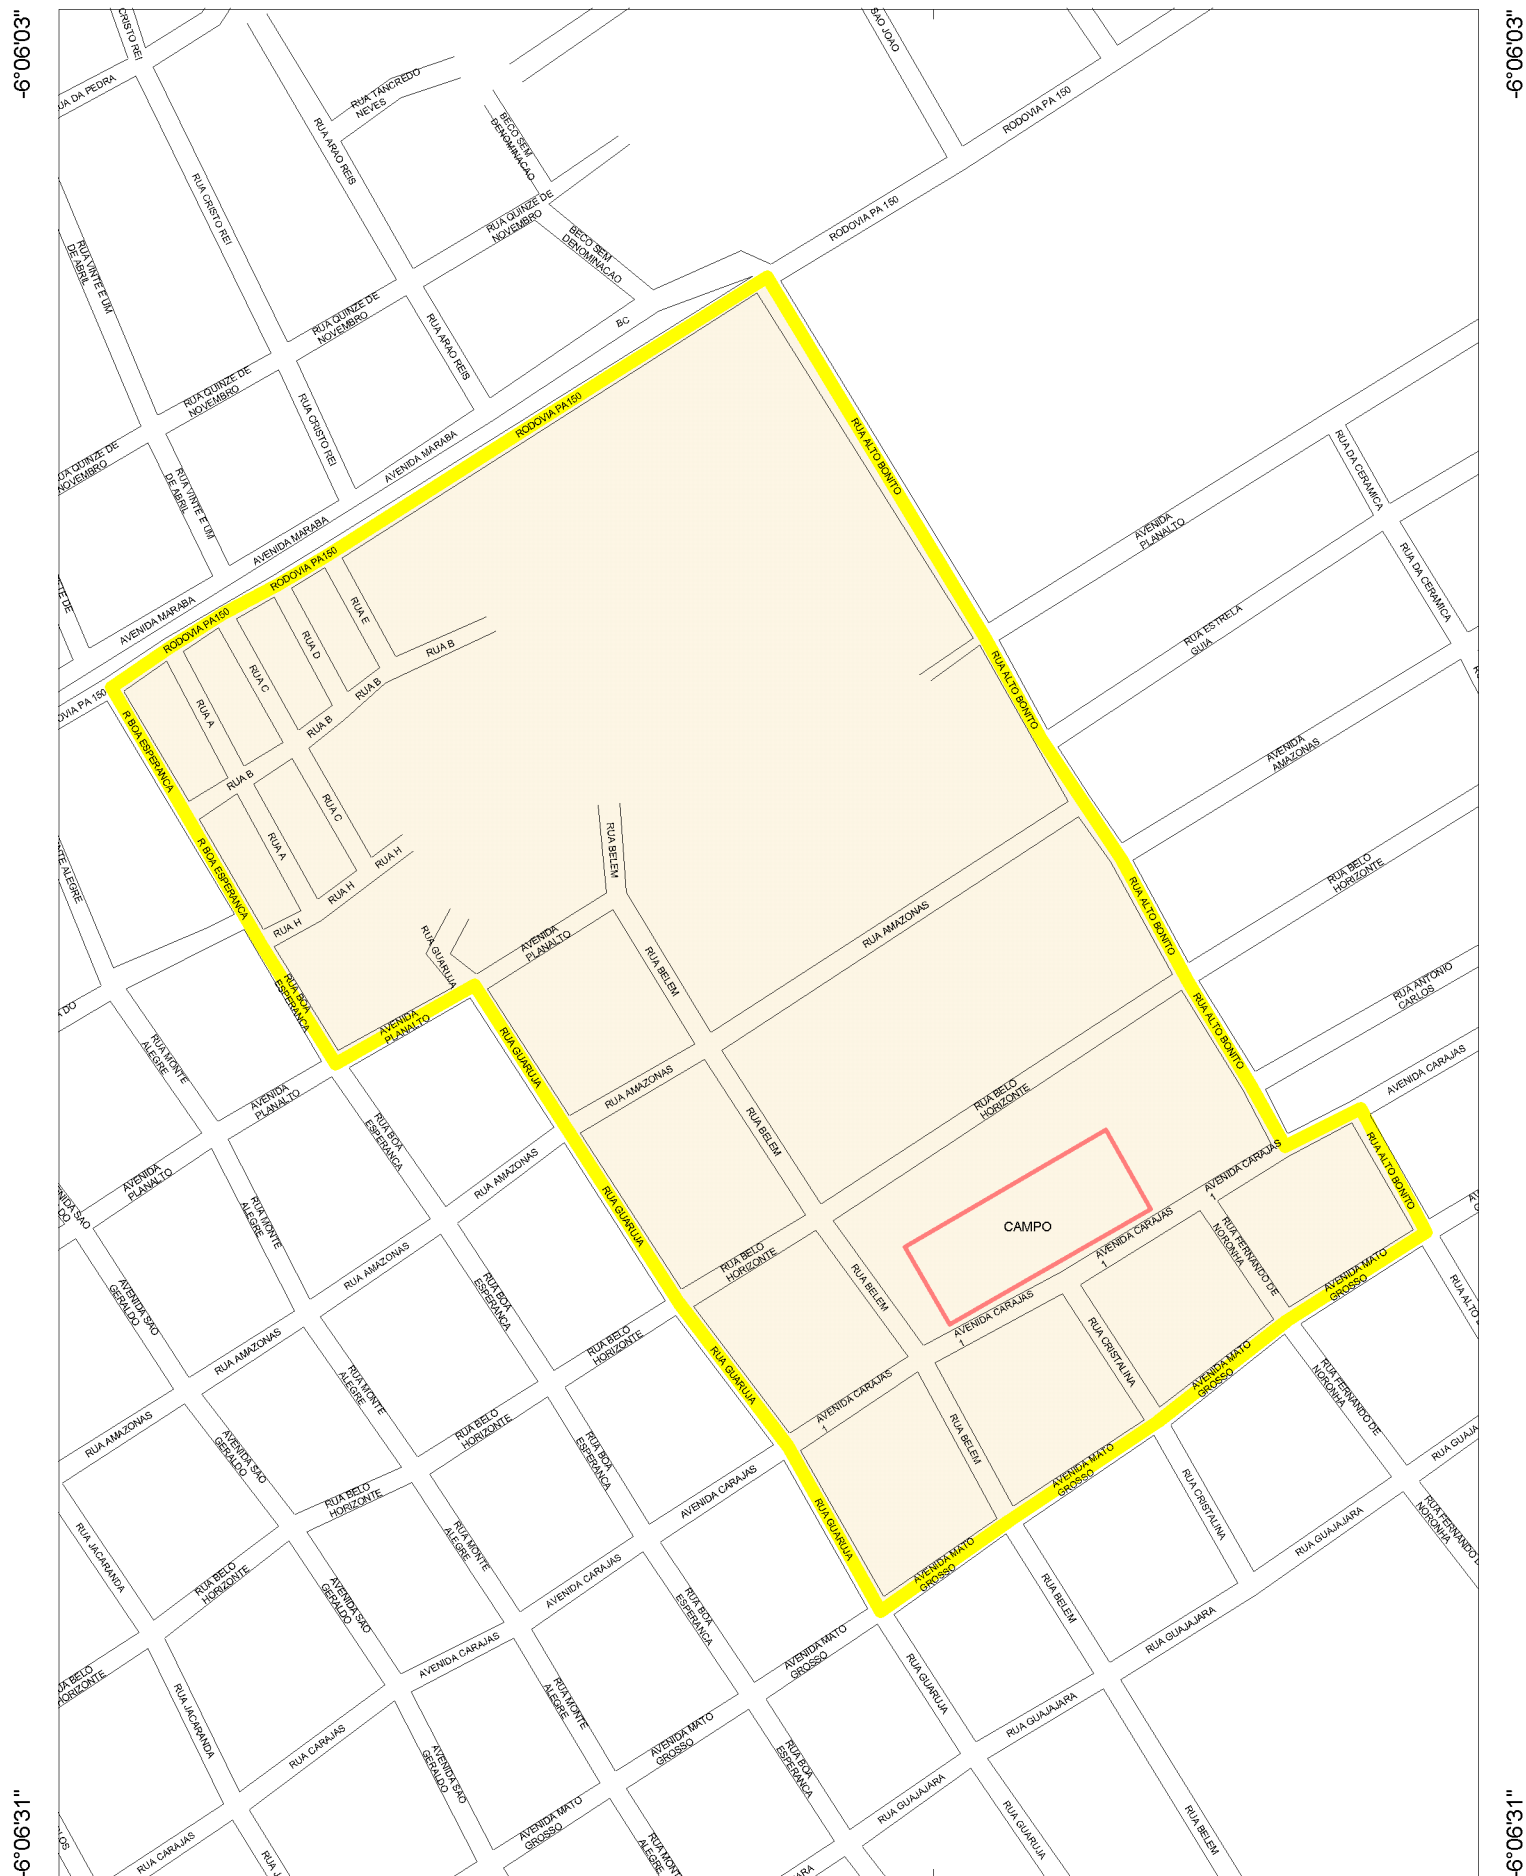 -6°06'03"
-6°06'03"
CRISTO REI
SAO JOAO
RUA TANCREDO
NEVES
RODOVIA PA 150
RUA ARAO REIS
BECO SEM
DENOMINACAO
RUA CRISTO REI
RUA QUINZE DE
NOVEMBRO
RODOVIA PA 150
RUA VINTE E UM
DE ABRIL
BECO SEM
DENOMINACAO
RUA QUINZE DE
NOVEMBRO
BC
RUA ARAO REIS
RUA QUINZE DE
NOVEMBRO
RUA CRISTO REI
RODOVIA PA150
RUA ALTO BONITO
AVENIDA MARABA
RUA DA CERAMICA
NOVEMBRO
RUA VINTE E UM
DE ABRIL
AVENIDA MARABA
AVENIDA
PLANALTO
RODOVIA PA150
RUA DA CERAMICA
AVENIDA MARABA
RODOVIA PA150
RUA E
RUA D
RUA B
RUA ESTRELA
GUIA
RUA C
RUA B
RUA ALTO BONITO
RUA A
RUA B
R BOA ESPERANCA
AVENIDA
AMAZONAS
RUA B
RUA C
RUA A
RUA H
RUA BELEM
RUA BELO
HORIZONTE
R BOA ESPERANCA
RUA H
RUA H
RUA AMAZONAS
RUA ALTO BONITO
RUA GUARUJA
AVENIDA
PLANALTO
RUA BELEM
RUA BOA
ESPERANCA
RUA ANTONIO
CARLOS
AVENIDA
PLANALTO
RUA ALTO BONITO
RUA GUARUJA
RUA MONTE
ALEGRE
AVENIDA
PLANALTO
RUA AMAZONAS
AVENIDA CARAJAS
RUA BELO
HORIZONTE
RUA BOA
ESPERANCA
RUA BELEM
RUA AMAZONAS
AVENIDA CARAJAS
1
RUA ALTO BONITO
AVENIDA
PLANALTO
RUA MONTE
ALEGRE
RUA GUARUJA
CAMPO
AVENIDA CARAJAS
1
RUA FERNANDO DE
NORONHA
RUA AMAZONAS
RUA BELO
HORIZONTE
RUA BELEM
AVENIDA MATO
GROSSO
AVENIDA SAO
GERALDO
RUA BOA
ESPERANCA
AVENIDA CARAJAS
1
RUA AMAZONAS
RUA BELO
HORIZONTE
RUA CRISTALINA
AVENIDA MATO
GROSSO
RUA MONTE
ALEGRE
RUA GUARUJA
AVENIDA CARAJAS
1
RUA FERNANDO DE
NORONHA
RUA AMAZONAS
RUA BELO
HORIZONTE
RUA BELEM
AVENIDA SAO
GERALDO
RUA BOA
ESPERANCA
AVENIDA MATO
GROSSO
RUA BELO
HORIZONTE
AVENIDA CARAJAS
RUA CRISTALINA
RUA GUARUJA
RUA GUAJAJARA
RUA JACARANDA
RUA MONTE
ALEGRE
AVENIDA MATO
GROSSO
RUA BELO
HORIZONTE
AVENIDA CARAJAS
RUA BELEM
AVENIDA SAO
GERALDO
RUA BOA
ESPERANCA
RUA GUAJAJARA
AVENIDA CARAJAS
AVENIDA MATO
GROSSO
HORIZONTE
RUA GUARUJA
RUA JACARANDA
RUA MONTE
ALEGRE
RUA GUAJAJARA
RUA CARAJAS
AVENIDA MATO
GROSSO
AVENIDA SAO
GERALDO
RUA BOA
ESPERANCA
RUA GUAJAJARA
AVENIDA MATO
GROSSO
RUA GUARUJA
RUA BELEM
RUA CARAJAS
-6°06'31"
-6°06'31"